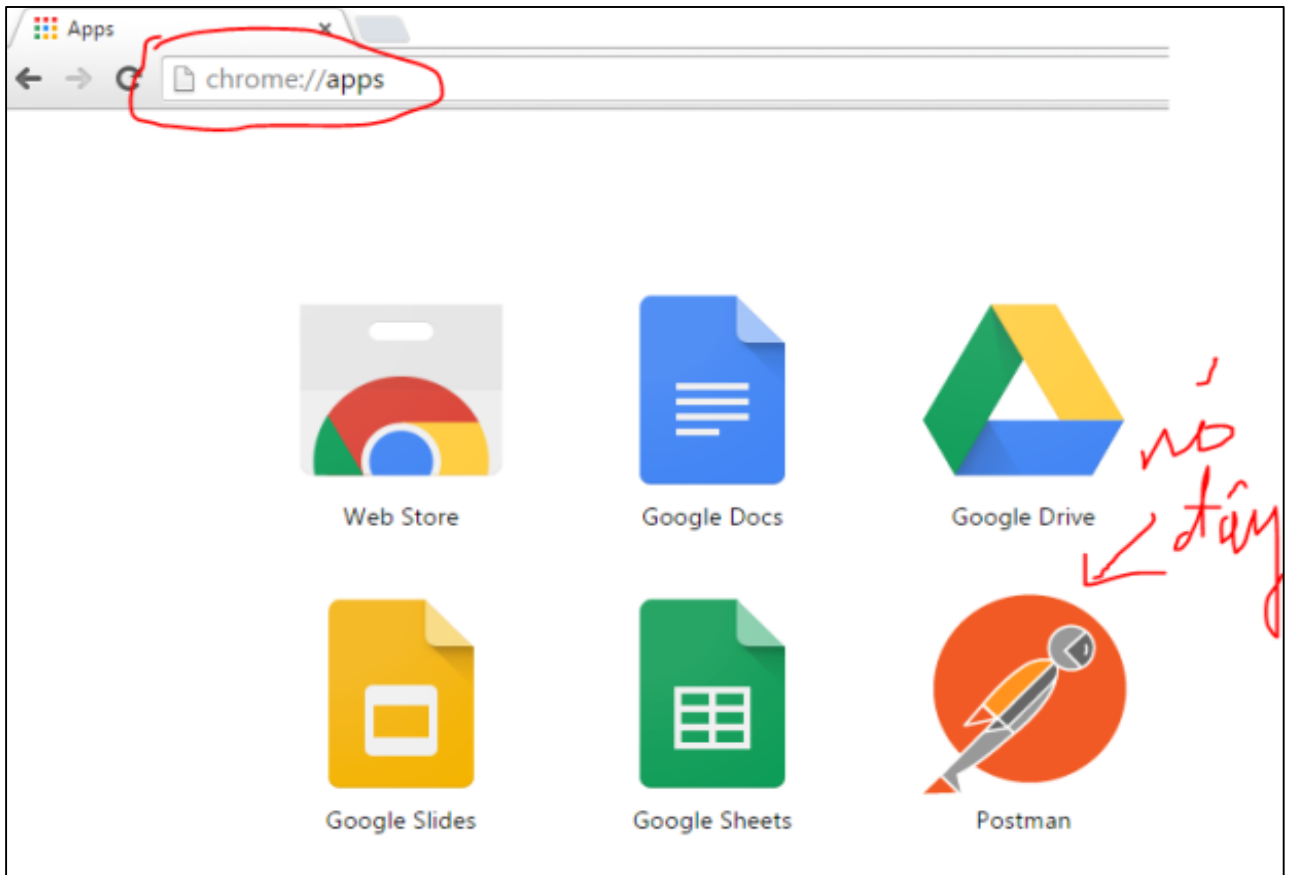 Apps
chrome://apps
Web Store
Google Docs
Google Drive
nó
đây
Google Slides
Google Sheets
Postman